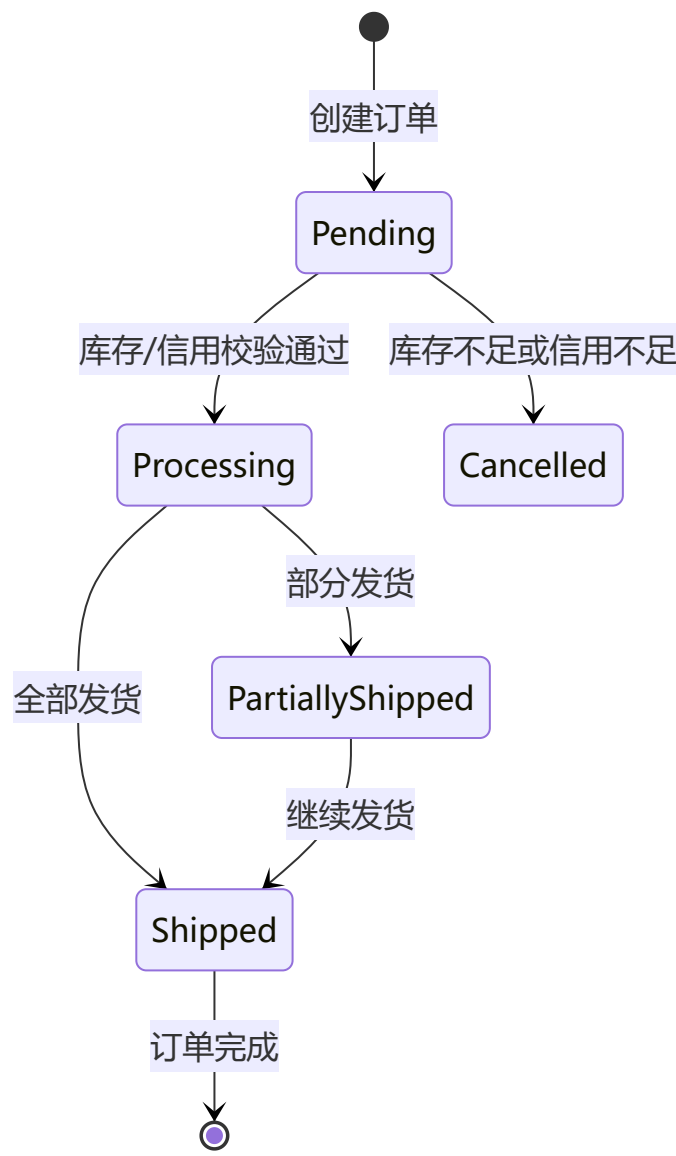 创建订单
Pending
库存/信用校验通过
库存不足或信用不足
Processing
Cancelled
部分发货
全部发货
PartiallyShipped
继续发货
Shipped
订单完成